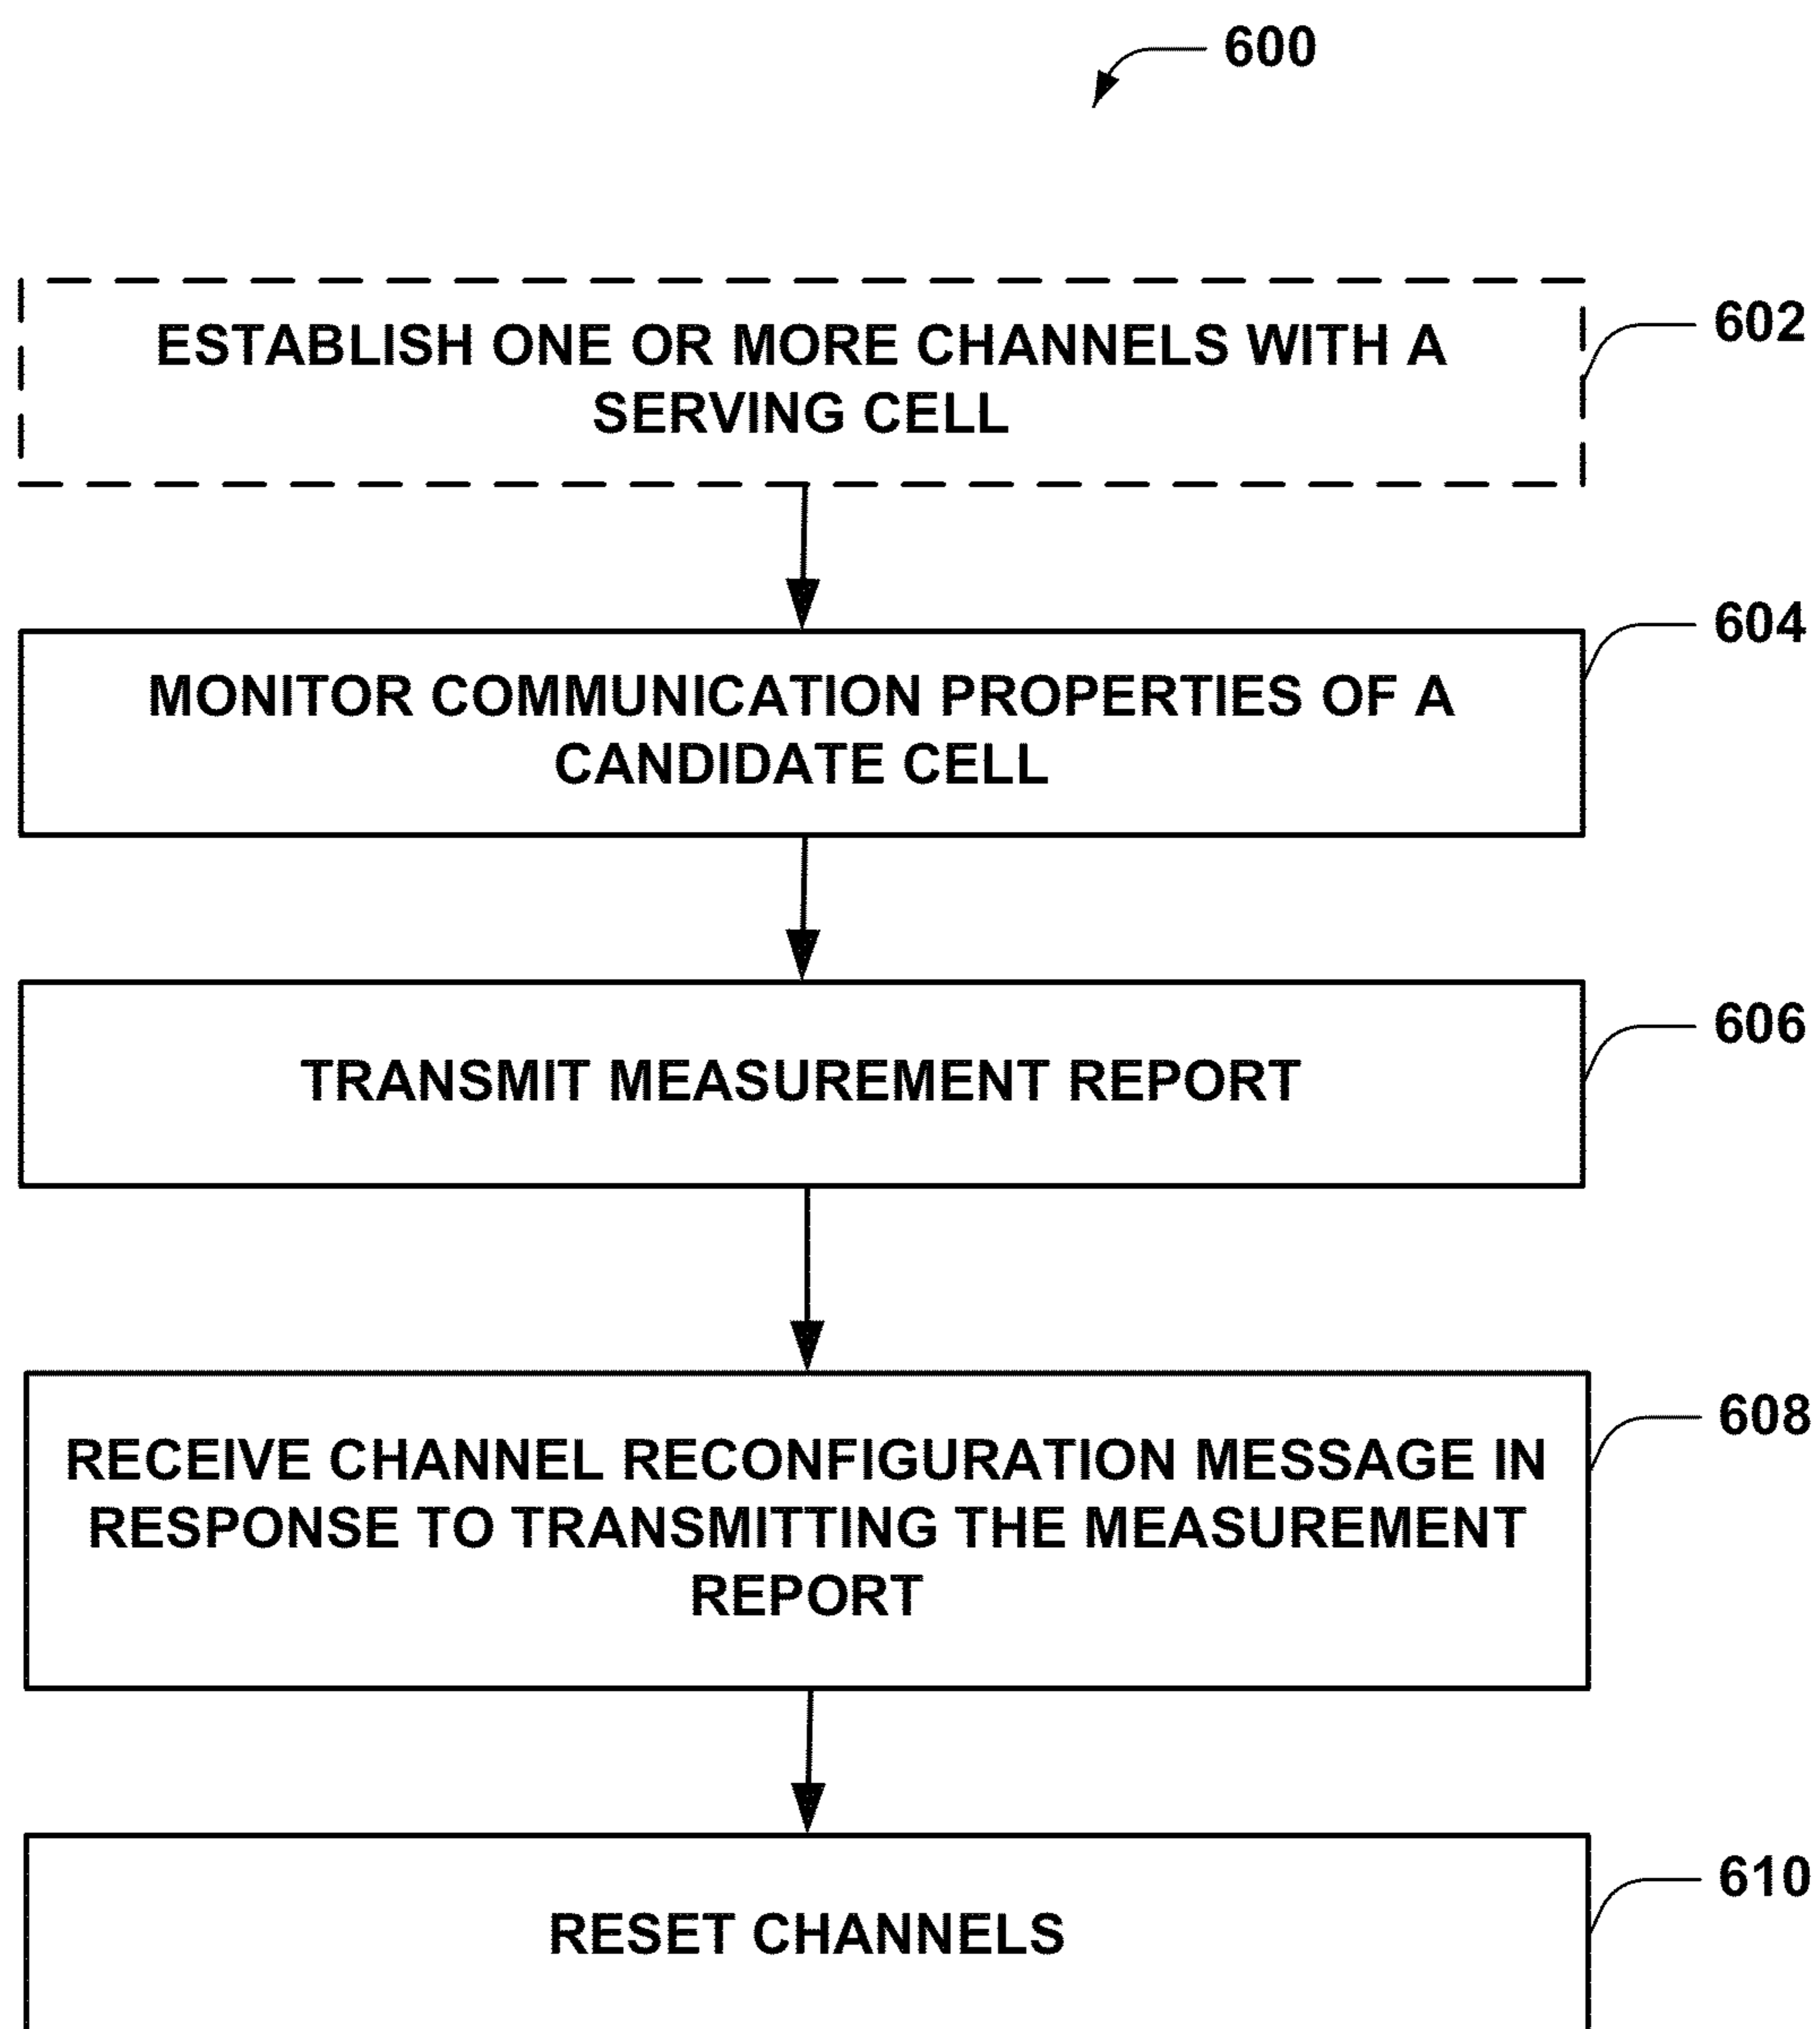 600
ESTABLISH ONE OR MORE CHANNELS WITH A
SERVING CELL
602
MONITOR COMMUNICATION PROPERTIES OF A
CANDIDATE CELL
604
TRANSMIT MEASUREMENT REPORT
606
RECEIVE CHANNEL RECONFIGURATION MESSAGE IN
RESPONSE TO TRANSMITTING THE MEASUREMENT
REPORT
608
RESET CHANNELS
610